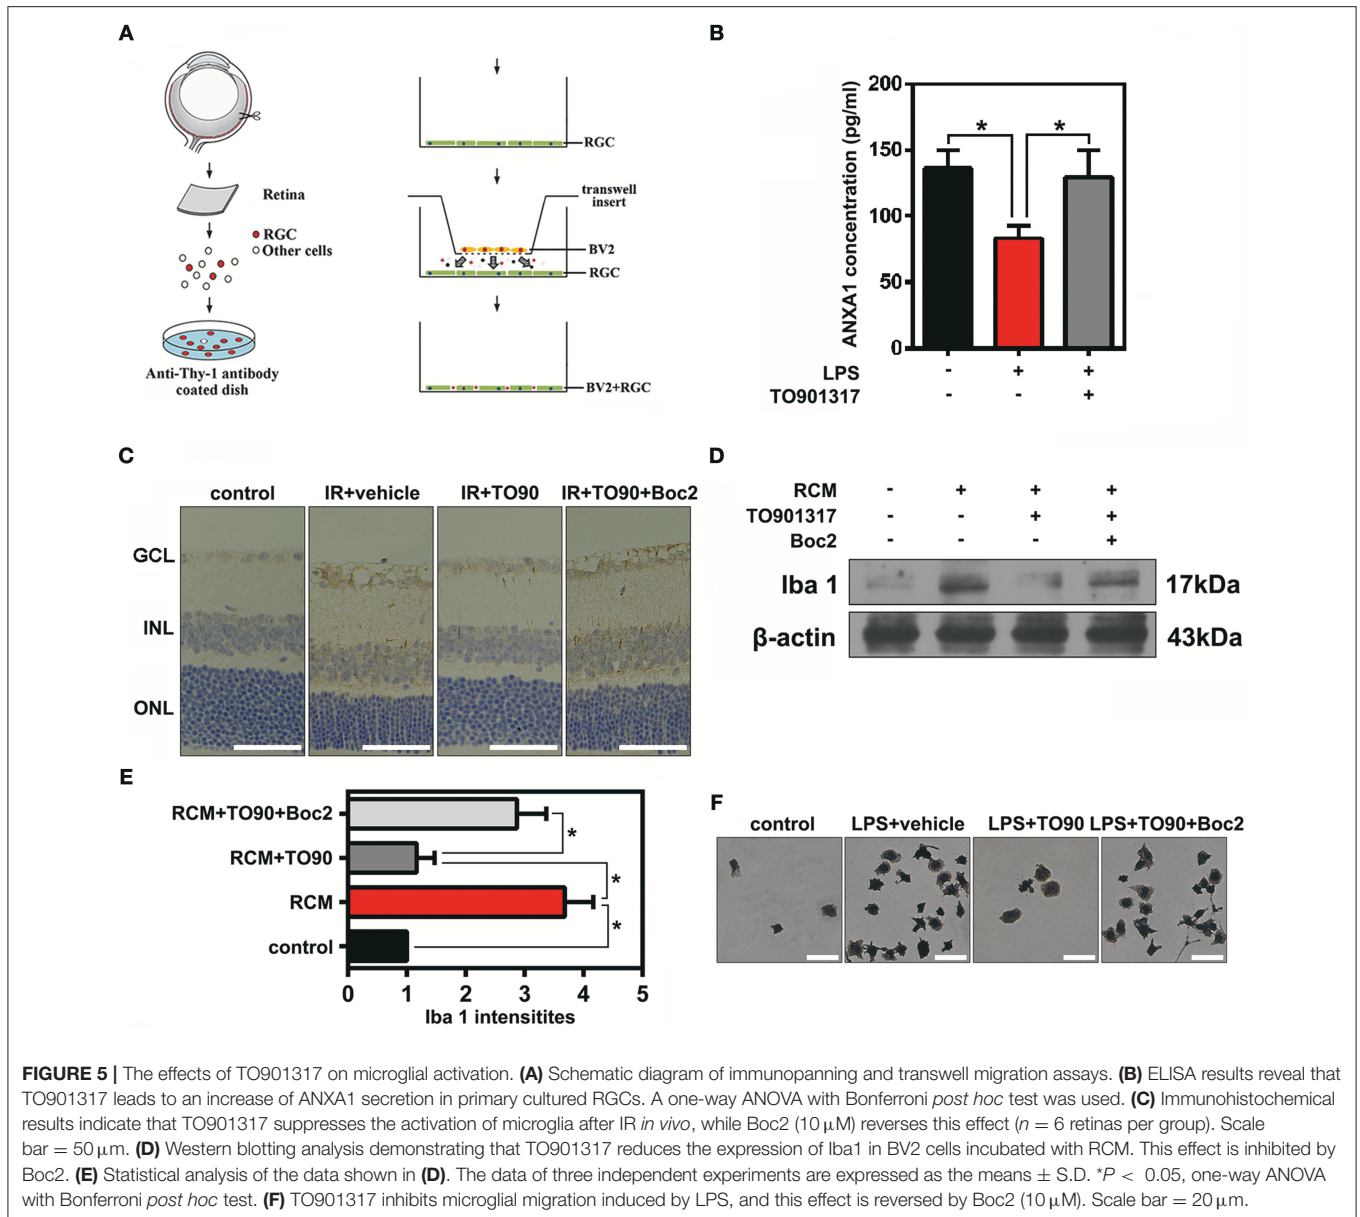 A
Retina
RGC
Other cells
Anti-Thy-1 antibody
coated dish
RGC
transwell
insert
BV2
RGC
BV2+RGC
B
ANXA1 concentration (pg/ml)
200
150
100
50
0
* *
LPS - + +
TO901317 - - +
C
control IR+vehicle IR+TO90 IR+TO90+Boc2
GCL
INL
ONL
D
RCM - + + +
TO901317 - - + +
Boc2 - - - +
Iba 1 17kDa
β-actin 43kDa
E
RCM+TO90+Boc2
*
RCM+TO90
*
RCM
*
control
0 1 2 3 4 5
Iba 1 intensitites
F
control LPS+vehicle LPS+TO90 LPS+TO90+Boc2
FIGURE 5 | The effects of TO901317 on microglial activation. (A) Schematic diagram of immunopanning and transwell migration assays. (B) ELISA results reveal that
TO901317 leads to an increase of ANXA1 secretion in primary cultured RGCs. A one-way ANOVA with Bonferroni post hoc test was used. (C) Immunohistochemical
results indicate that TO901317 suppresses the activation of microglia after IR in vivo, while Boc2 (10 μM) reverses this effect (n = 6 retinas per group). Scale
bar = 50 μm. (D) Western blotting analysis demonstrating that TO901317 reduces the expression of Iba1 in BV2 cells incubated with RCM. This effect is inhibited by
Boc2. (E) Statistical analysis of the data shown in (D). The data of three independent experiments are expressed as the means ± S.D. *P < 0.05, one-way ANOVA
with Bonferroni post hoc test. (F) TO901317 inhibits microglial migration induced by LPS, and this effect is reversed by Boc2 (10 μM). Scale bar = 20 μm.